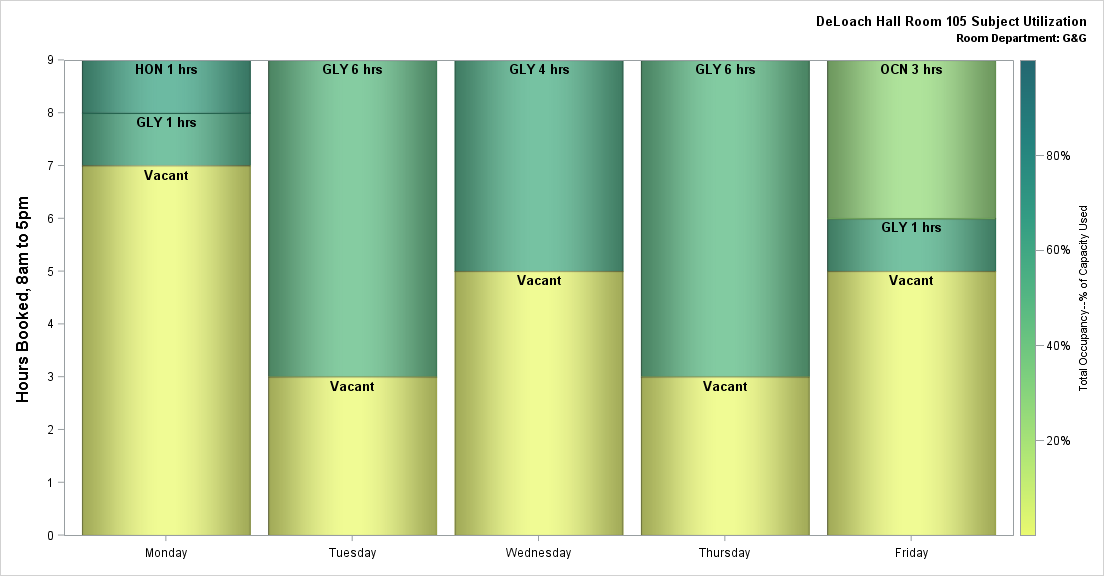 DeLoach Hall Room 105 Subject Utilization
Room Department: G&G
Hours Booked, 8am to 5pm
9
8
7
6
5
4
3
2
1
0
HON 1 hrs
GLY 1 hrs
Vacant
GLY 6 hrs
Vacant
GLY 4 hrs
Vacant
GLY 6 hrs
Vacant
OCN 3 hrs
GLY 1 hrs
Vacant
Monday
Tuesday
Wednesday
Thursday
Friday
80%
60%
40%
20%
Total Occupancy--% of Capacity Used